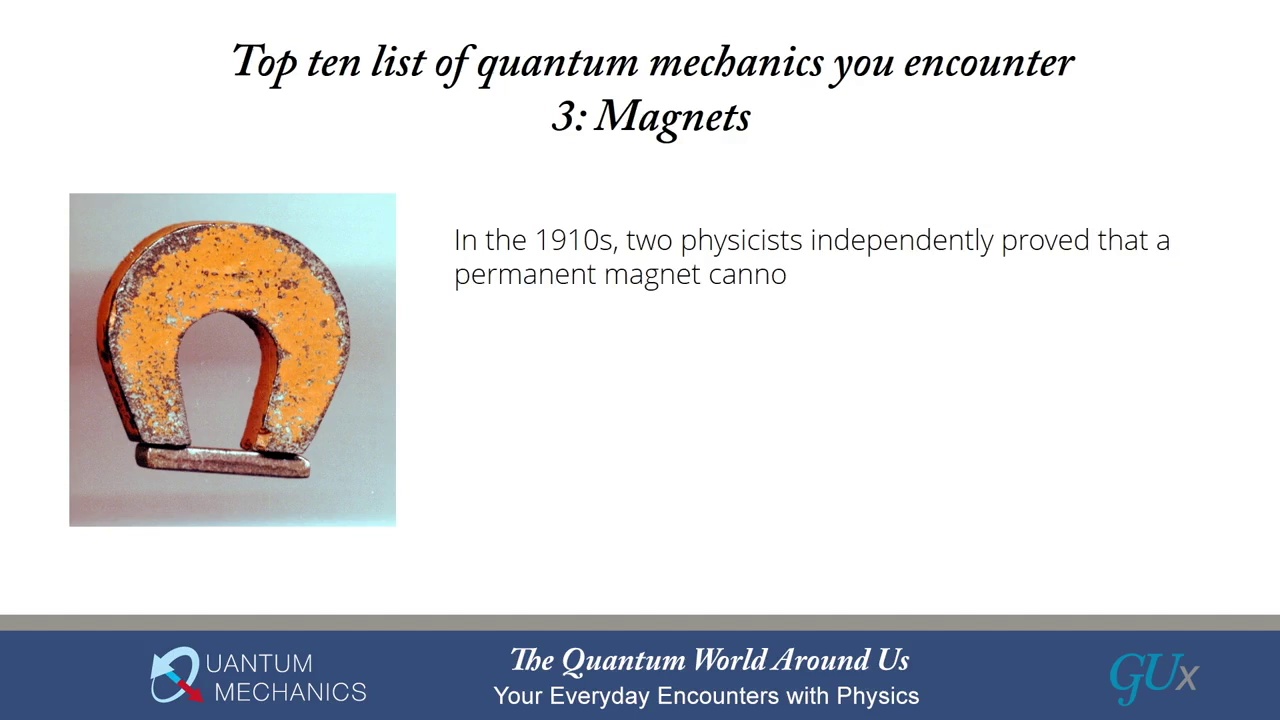 Top ten list of quantum mechanics you encounter
3: Magnets
In the 1910s, two physicists independently proved that a
permanent magnet canno
UANTUM
MECHANICS
The Quantum World Around Us
Your Everyday Encounters with Physics
GUx